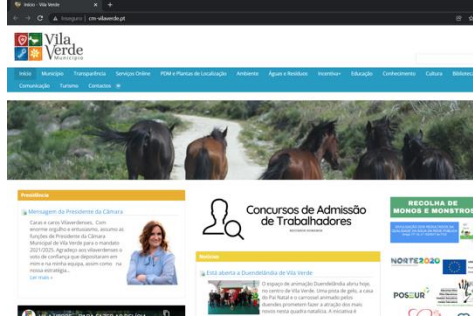 Início - Vila Verde
Inseguro | cm-vilaverde.pt
Vila
Verde
Município
Início Município Transparência Serviços Online PDM e Plantas de Localização Ambiente Águas e Resíduos Incentiva+ Educação Conhecimento Cultura Biblioteca
Comunicação Turismo Contactos
Presidência
Mensagem da Presidente da Câmara
Caras e caros Vilaverdenses, Com
enorme orgulho e entusiasmo, assumo as
funções de Presidente da Câmara
Municipal de Vila Verde para o mandato
2021/2025. Agradeço aos vilaverdenses o
voto de confiança que depositaram em
mim e na minha equipa, assim como na
nossa estratégia...
Ler mais »
Concursos de Admissão
de Trabalhadores
RECURSOS HUMANOS
Notícias
Está aberta a Duendelândia de Vila Verde
O espaço de animação Duendelândia abriu hoje,
no centro de Vila Verde. Uma pista de gelo, a casa
do Pai Natal e o carrossel animado pelos
duendes prometem fazer a atração dos mais
novos nesta quadra natalícia. A iniciativa é
RECOLHA DE
MONOS E MONSTROS
NORTE2020
POSEUR